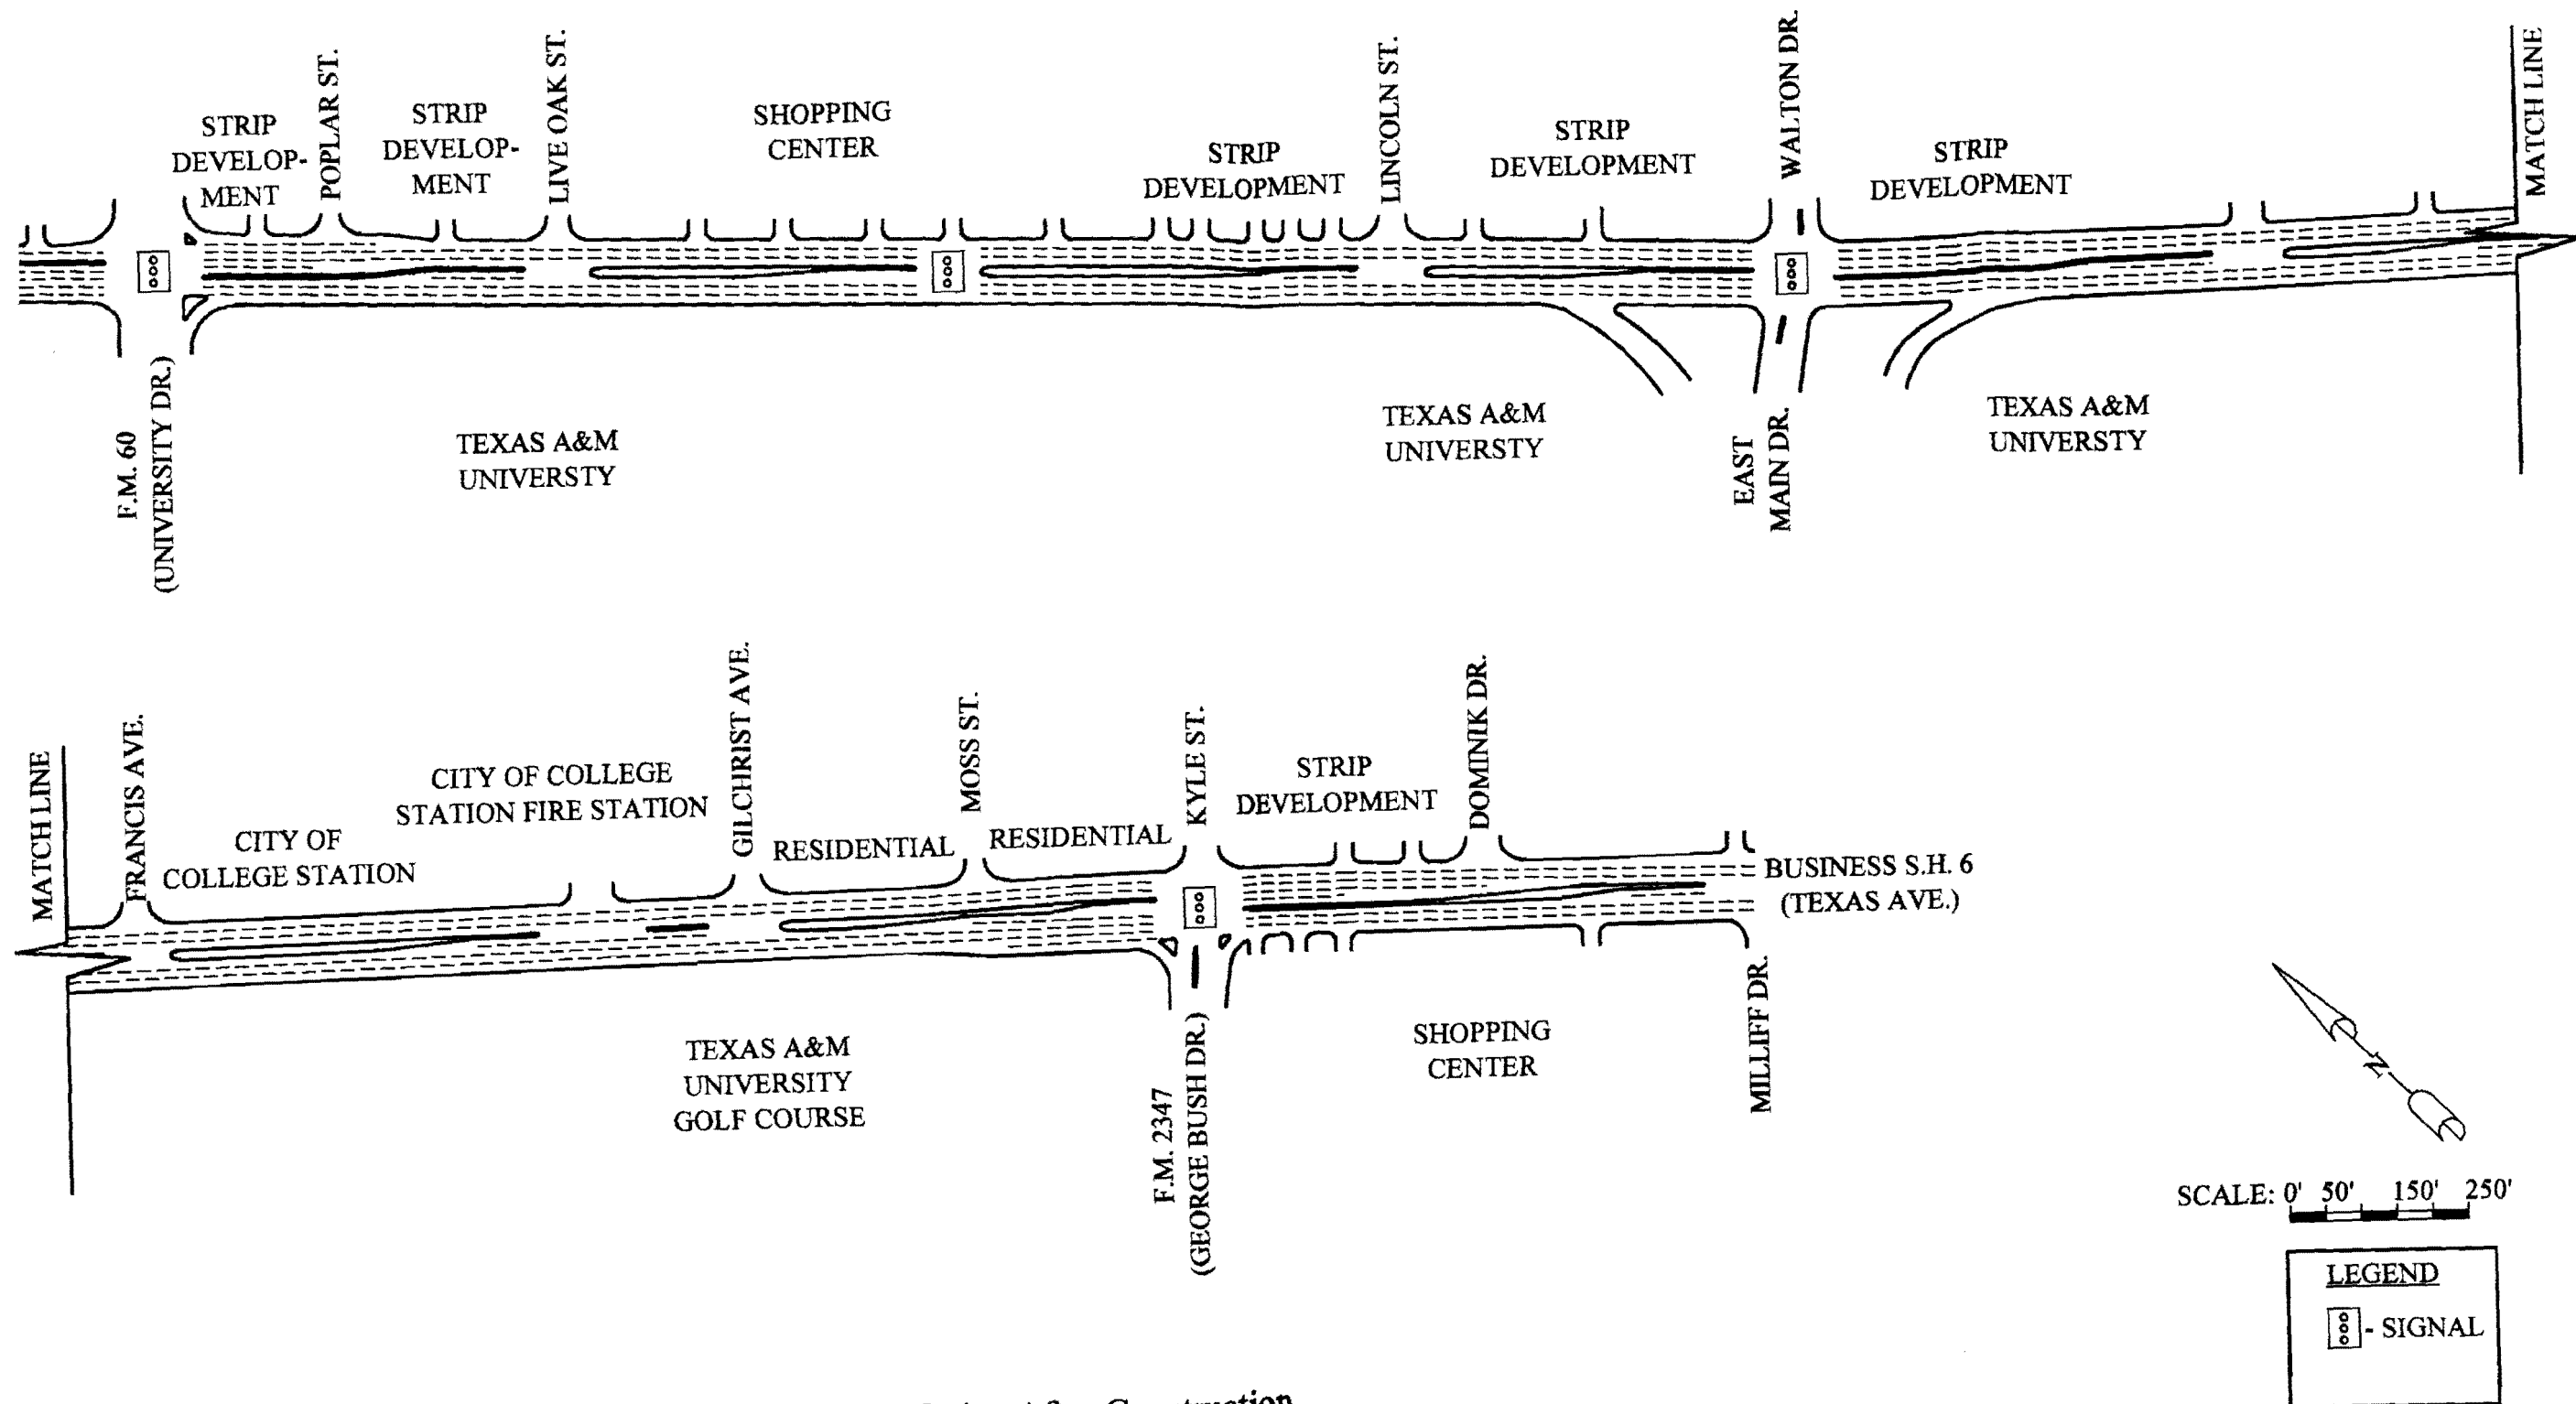 STRIP
DEVELOP-
MENT
POPLAR ST.
STRIP
DEVELOP-
MENT
LIVE OAK ST.
SHOPPING
CENTER
STRIP
DEVELOPMENT
LINCOLN ST.
STRIP
DEVELOPMENT
WALTON DR.
STRIP
DEVELOPMENT
MATCH LINE
F.M. 60
(UNIVERSITY DR.)
TEXAS A&M
UNIVERSTY
TEXAS A&M
UNIVERSTY
EAST
MAIN DR.
TEXAS A&M
UNIVERSTY
MATCH LINE
FRANCIS AVE.
CITY OF
COLLEGE STATION
CITY OF COLLEGE
STATION FIRE STATION
GILCHRIST AVE.
RESIDENTIAL
MOSS ST.
RESIDENTIAL
KYLE ST.
STRIP
DEVELOPMENT
DOMINIK DR.
BUSINESS S.H. 6
(TEXAS AVE.)
TEXAS A&M
UNIVERSITY
GOLF COURSE
F.M. 2347
(GEORGE BUSH DR.)
SHOPPING
CENTER
MILLIFF DR.
N
SCALE: 0' 50' 150' 250'
LEGEND
- SIGNAL
Construction